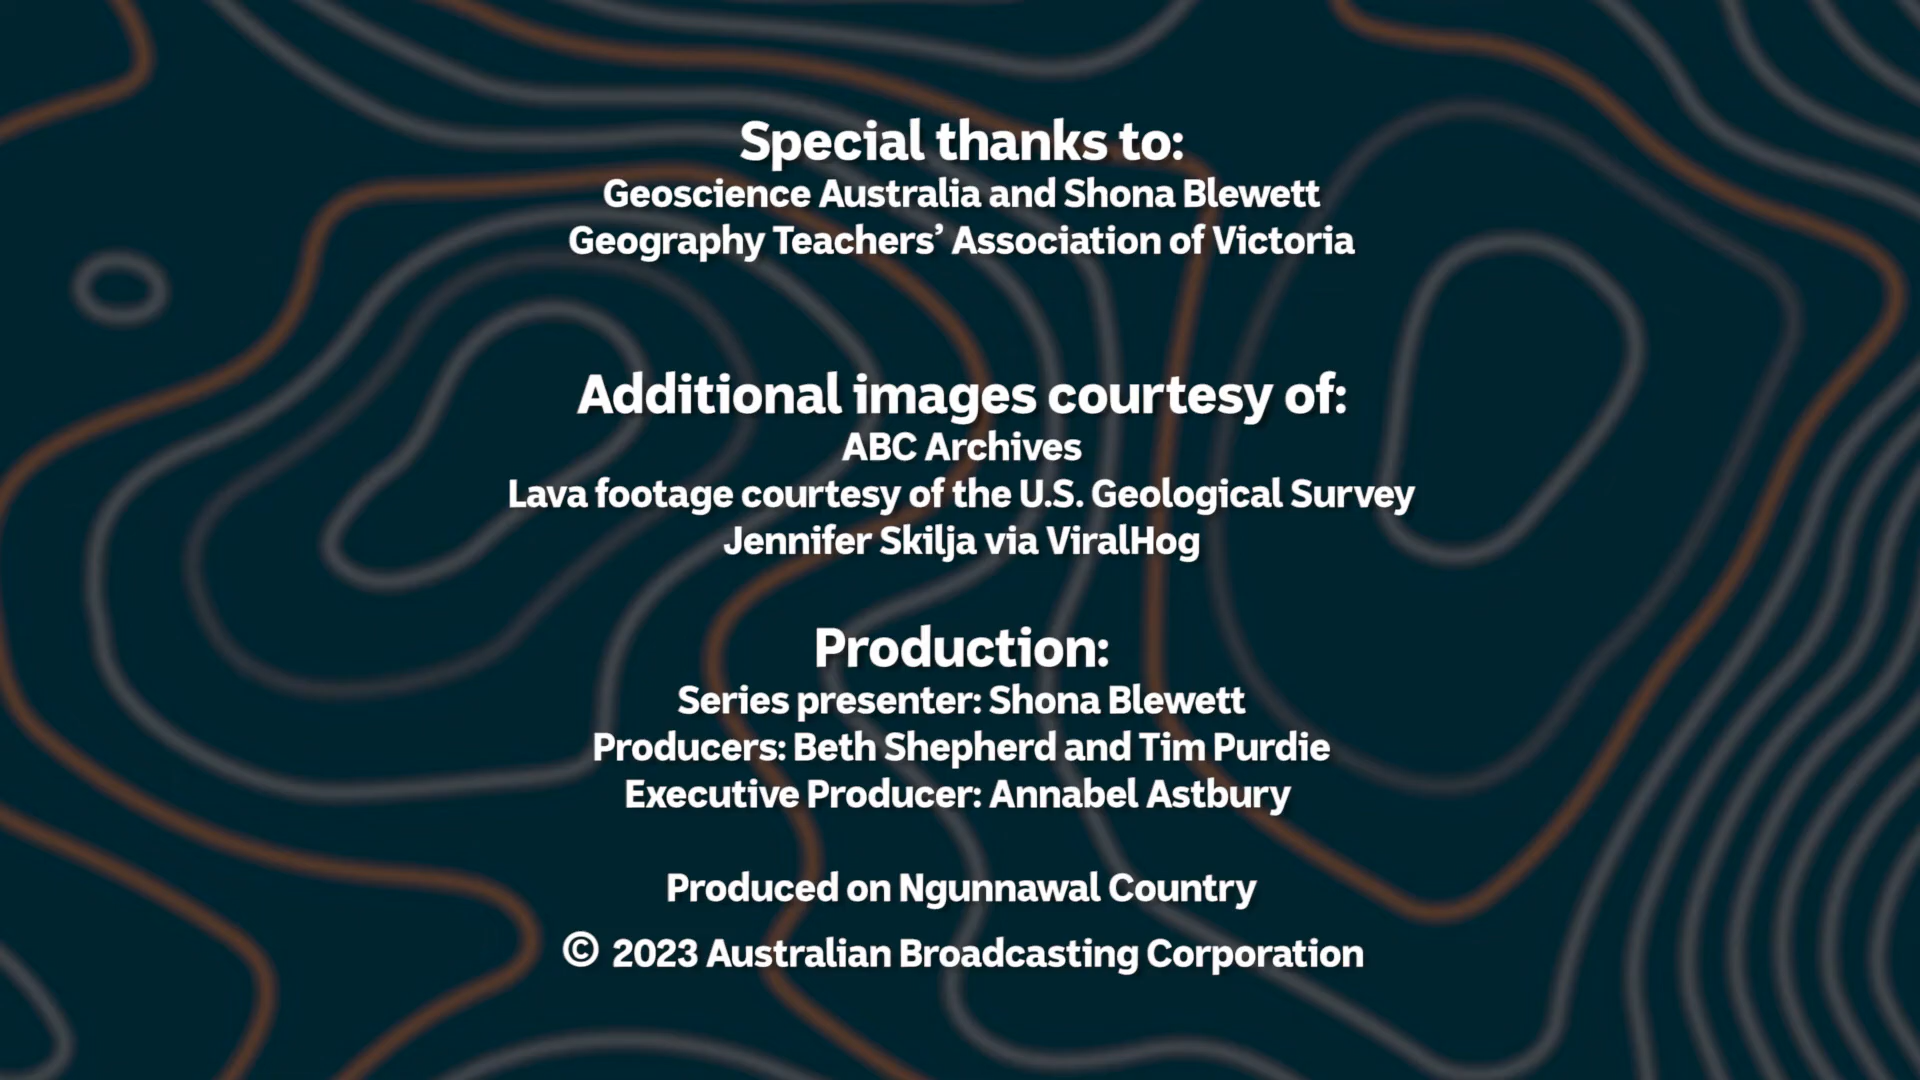 Special thanks to:
Geoscience Australia and Shona Blewett
Geography Teachers’ Association of Victoria
Additional images courtesy of:
ABC Archives
Lava footage courtesy of the U.S. Geological Survey
Jennifer Skilja via ViralHog
Production:
Series presenter: Shona Blewett
Producers: Beth Shepherd and Tim Purdie
Executive Producer: Annabel Astbury
Produced on Ngunnawal Country
© 2023 Australian Broadcasting Corporation